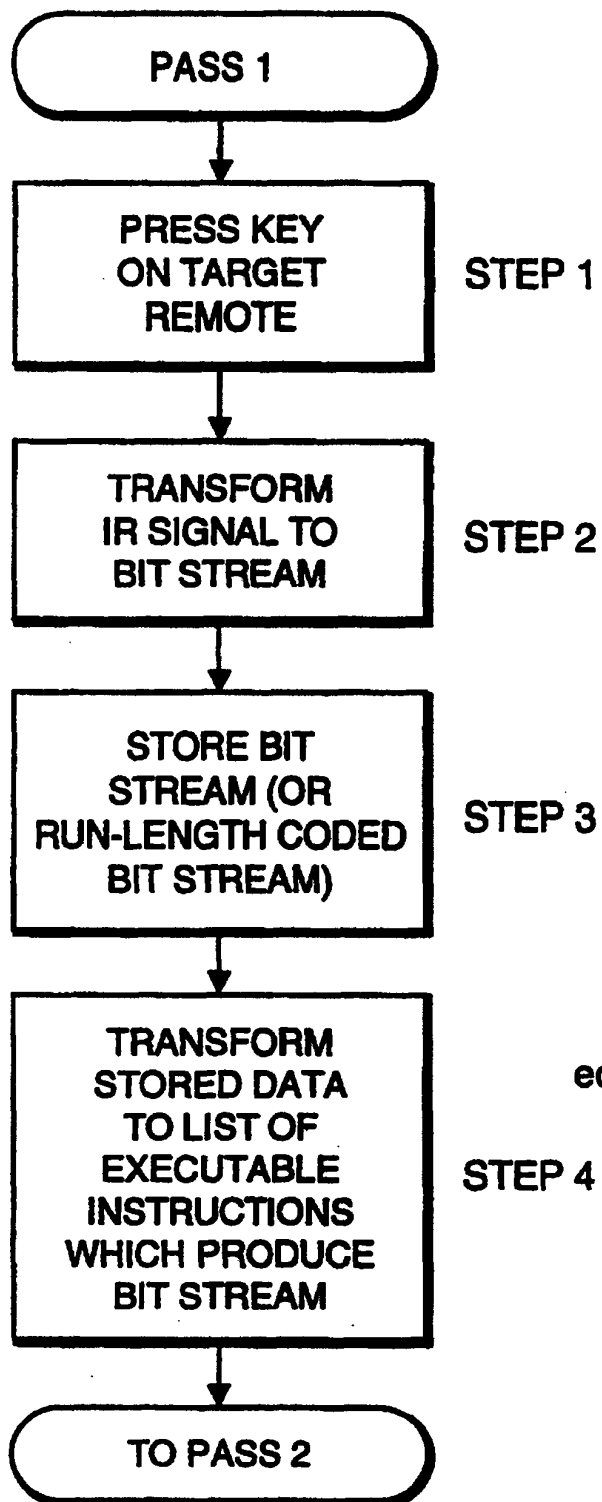 PASS 1
PRESS KEY
ON TARGET
REMOTE
STEP 1
TRANSFORM
IR SIGNAL TO
BIT STREAM
STEP 2
STORE BIT
STREAM (OR
RUN-LENGTH CODED
BIT STREAM)
STEP 3
TRANSFORM
STORED DATA
TO LIST OF
EXECUTABLE
INSTRUCTIONS
WHICH PRODUCE
BIT STREAM
STEP 4
TO PASS 2